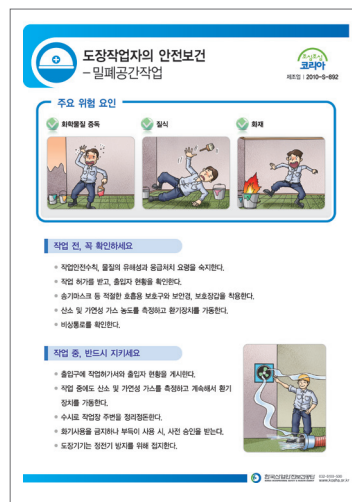 도장작업자의 안전보건
– 밀폐공간작업
조심조심
코리아
제조업 | 2010-S-692
주요 위험 요인
화학물질 중독
질식
화재
작업 전, 꼭 확인하세요
• 작업안전수칙, 물질의 유해성과 응급처치 요령을 숙지한다.
• 작업 허가를 받고, 출입자 현황을 확인한다.
• 송기마스크 등 적절한 호흡용 보호구와 보안경, 보호장갑을 착용한다.
• 산소 및 가연성 가스 농도를 측정하고 환기장치를 가동한다.
• 비상통로를 확인한다.
작업 중, 반드시 지키세요
• 출입구에 작업허가서와 출입자 현황을 게시한다.
• 작업 중에도 산소 및 가연성 가스를 측정하고 계속해서 환기
장치를 가동한다.
• 수시로 작업장 주변을 정리정돈한다.
• 화기사용을 금지하나 부득이 사용 시, 사전 승인을 받는다.
• 도장기기는 정전기 방지를 위해 접지한다.
한국산업안전보건공단
www.kosha.or.kr